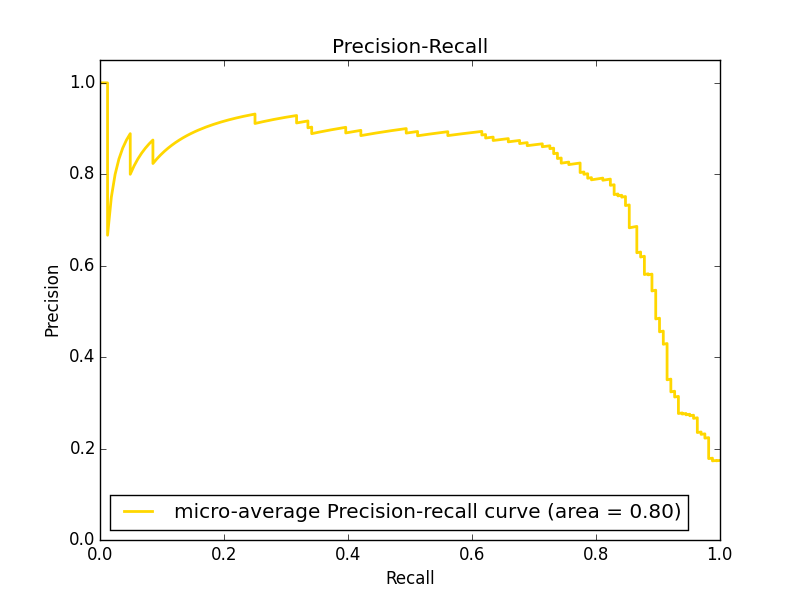 Precision-Recall
1.0
0.8
0.6
0.4
0.2
0.0
Precision
micro-average Precision-recall curve (area = 0.80)
0.0 0.2 0.4 0.6 0.8 1.0
Recall